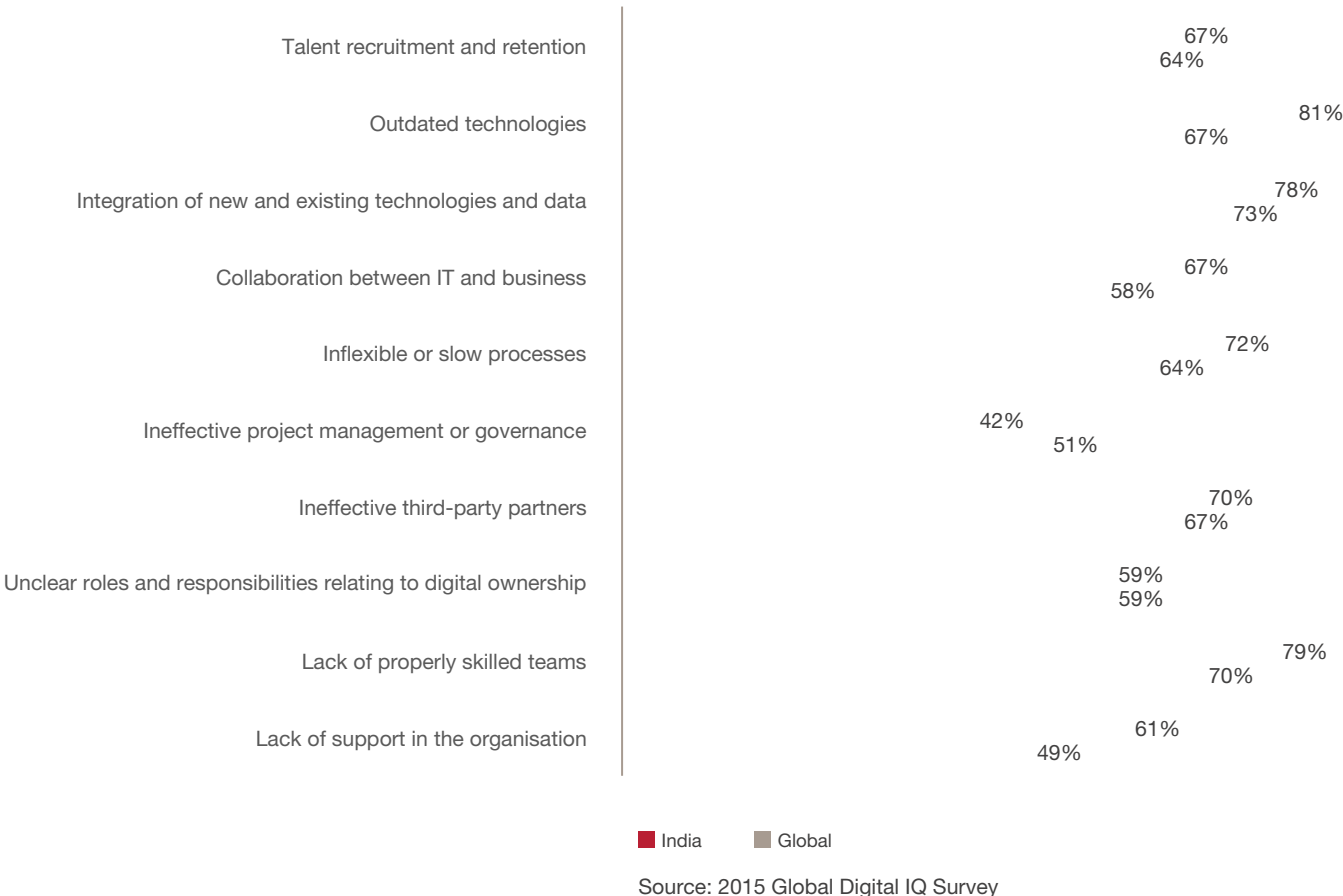 Talent recruitment and retention
67%
64%
Outdated technologies
81%
67%
Integration of new and existing technologies and data
78%
73%
Collaboration between IT and business
67%
58%
Inflexible or slow processes
72%
64%
Ineffective project management or governance
42%
51%
Ineffective third-party partners
70%
67%
Unclear roles and responsibilities relating to digital ownership
59%
59%
Lack of properly skilled teams
79%
70%
Lack of support in the organisation
61%
49%
India
Global
Source: 2015 Global Digital IQ Survey